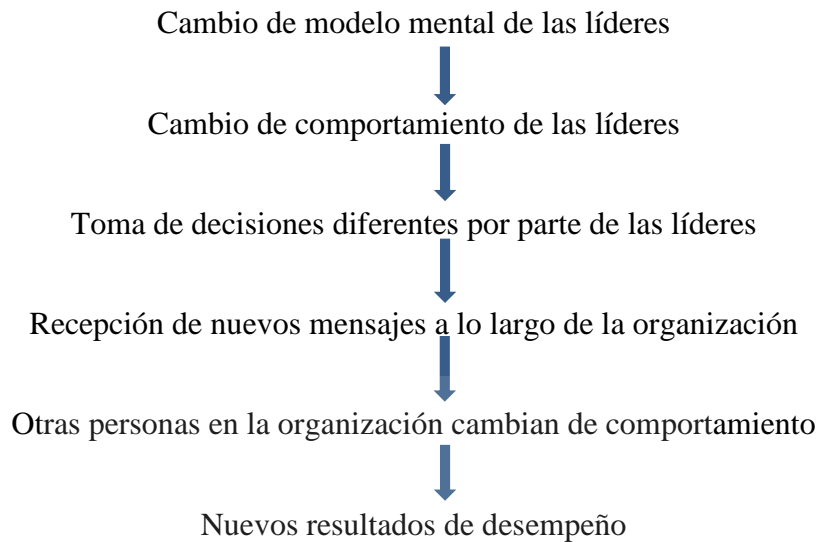 Cambio de modelo mental de las líderes
Cambio de comportamiento de las líderes
Toma de decisiones diferentes por parte de las líderes
Recepción de nuevos mensajes a lo largo de la organización
Otras personas en la organización cambian de comportamiento
Nuevos resultados de desempeño